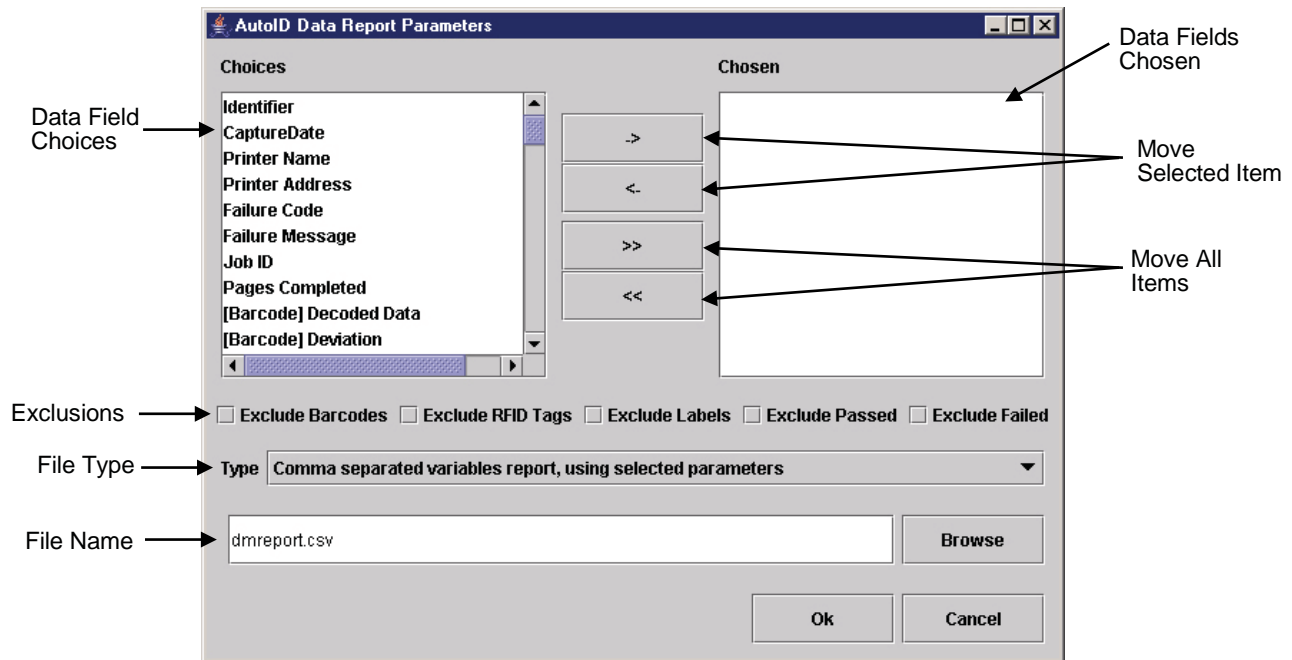 AutoID Data Report Parameters
Choices
Chosen
Data Fields
Chosen
Data Field
Choices
Identifier
CaptureDate
Printer Name
Printer Address
Failure Code
Failure Message
Job ID
Pages Completed
[Barcode] Decoded Data
[Barcode] Deviation
->
<-
>>
<<
Move
Selected Item
Move All
Items
Exclusions
Exclude Barcodes Exclude RFID Tags Exclude Labels Exclude Passed Exclude Failed
File Type
Type Comma separated variables report, using selected parameters
File Name
dmreport.csv
Browse
Ok
Cancel